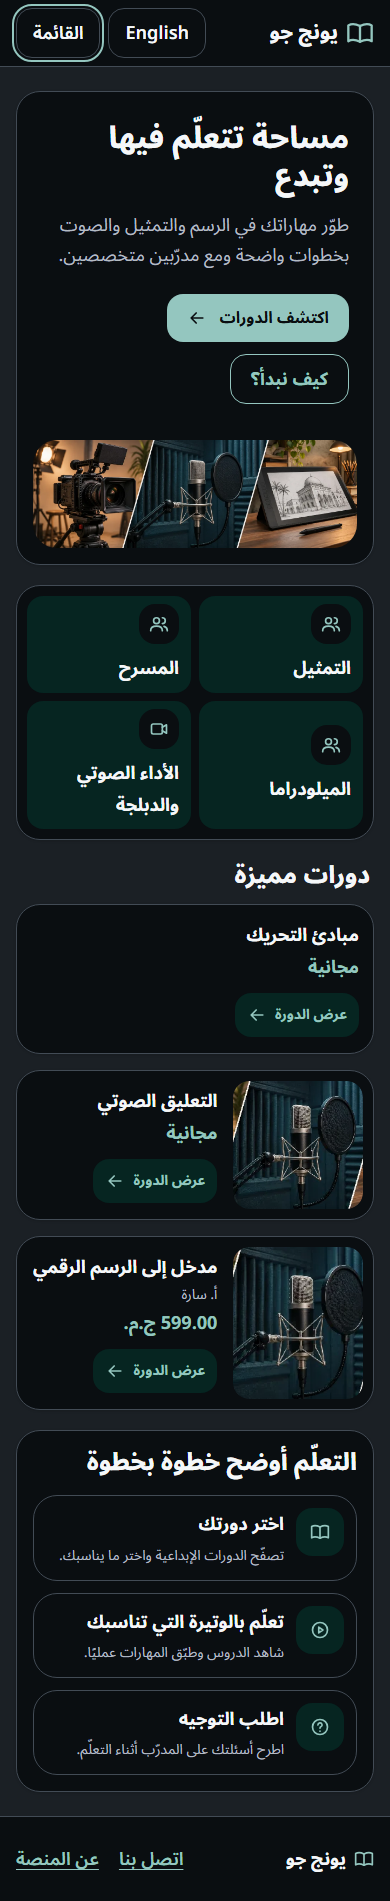 يونج جو
English
القائمة
مساحة تتعلّم فيها
وتبدع
طوّر مهاراتك في الرسم والتمثيل والصوت
بخطوات واضحة ومع مدرّبين متخصصين.
اكتشف الدورات
كيف نبدأ؟
التمثيل
المسرح
الميلودراما
الأداء الصوتي
والدبلجة
دورات مميزة
مبادئ التحريك
مجانية
عرض الدورة
التعليق الصوتي
مجانية
عرض الدورة
مدخل إلى الرسم الرقمي
أ. سارة
599.00 ج.م.
عرض الدورة
التعلّم أوضح خطوة بخطوة
اختر دورتك
تصفّح الدورات الإبداعية واختر ما يناسبك.
تعلّم بالوتيرة التي تناسبك
شاهد الدروس وطبّق المهارات عمليًا.
اطلب التوجيه
اطرح أسئلتك على المدرّب أثناء التعلّم.
يونج جو
اتصل بنا
عن المنصة